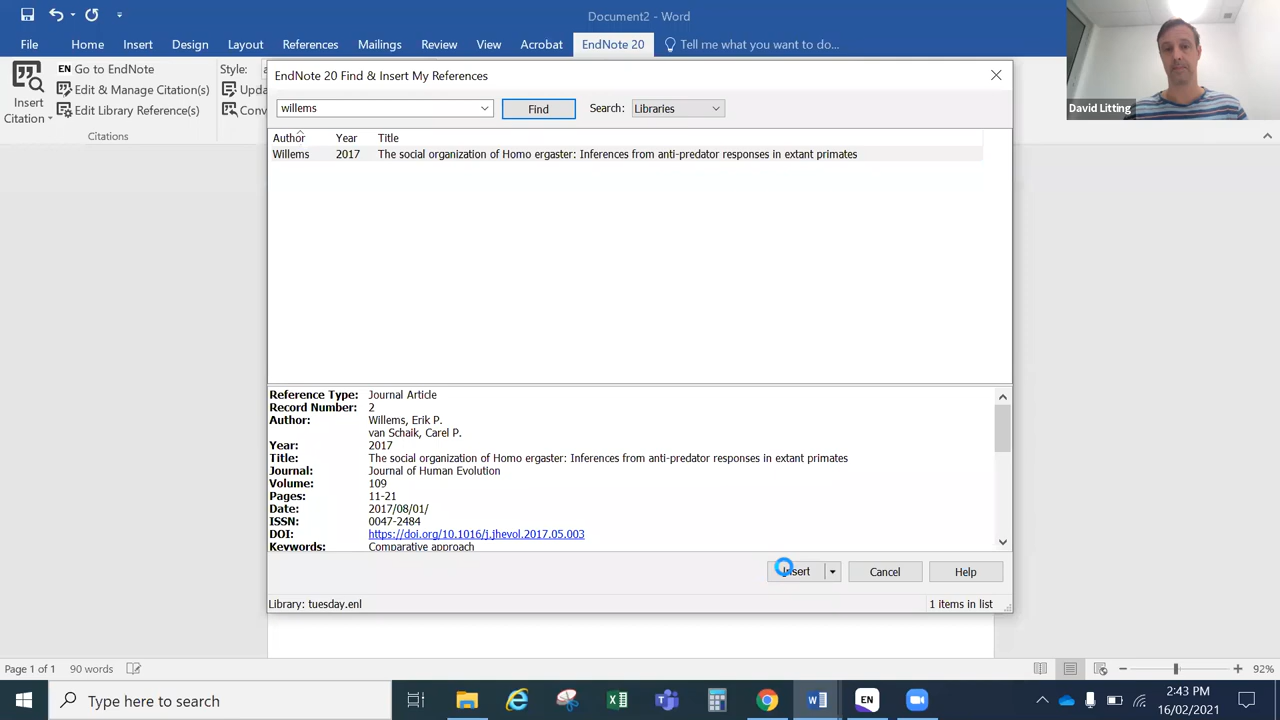 Document2 - Word
File Home Insert Design Layout References Mailings Review View Acrobat EndNote 20 Tell me what you want to do...
Insert Citation
EN Go to EndNote
Edit & Manage Citation(s)
Edit Library Reference(s)
Citations
Style:
EndNote 20 Find & Insert My References
willems Find Search: Libraries
Author Year Title
Willems 2017 The social organization of Homo ergaster: Inferences from anti-predator responses in extant primates
Reference Type: Journal Article
Record Number: 2
Author: Willems, Erik P.
van Schaik, Carel P.
Year: 2017
Title: The social organization of Homo ergaster: Inferences from anti-predator responses in extant primates
Journal: Journal of Human Evolution
Volume: 109
Pages: 11-21
Date: 2017/08/01/
ISSN: 0047-2484
DOI: https://doi.org/10.1016/j.jhevol.2017.05.003
Keywords: Comparative approach
Insert Cancel Help
Library: tuesday.enl 1 items in list
David Litting
Page 1 of 1 90 words 92%
Type here to search
EN
2:43 PM
16/02/2021